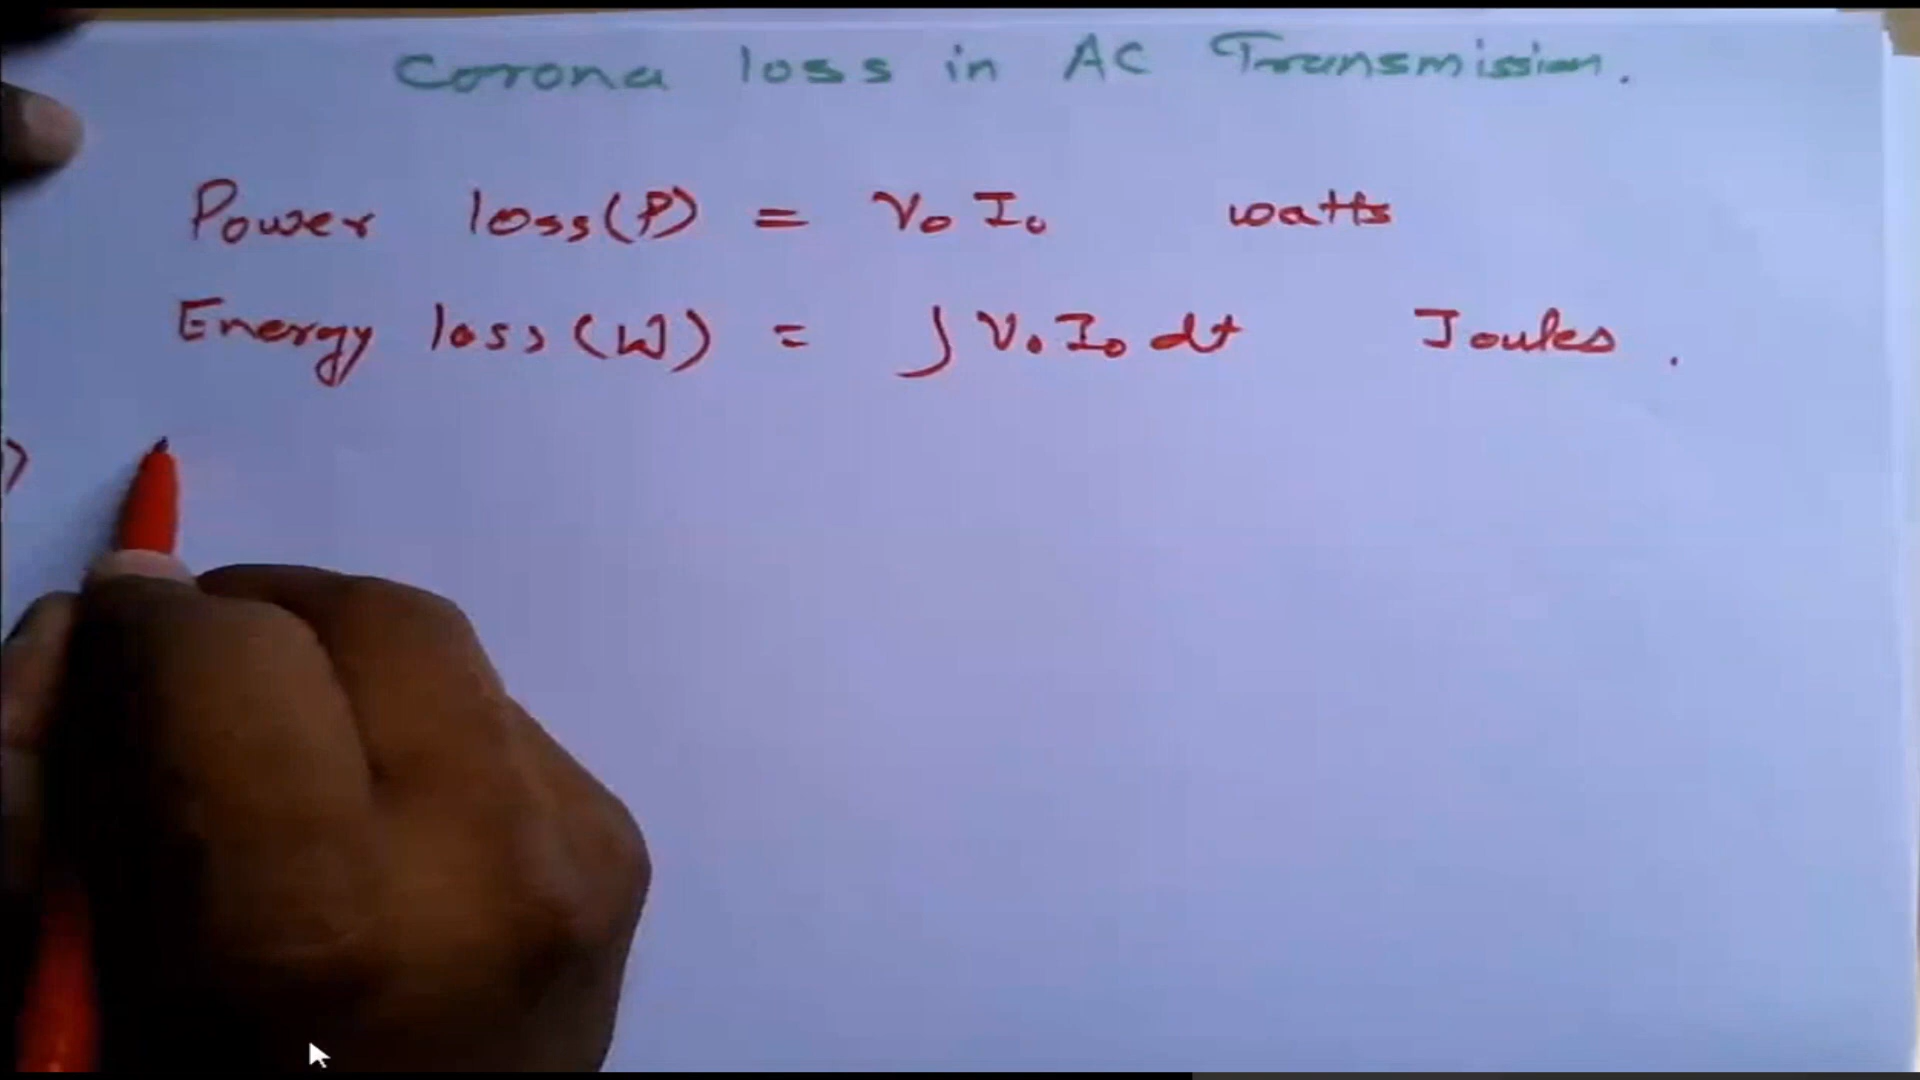 Corona loss in AC Transmission.
Power loss(P) = V₀ I₀ watts
Energy loss(W) = ∫ V₀ I₀ dt Joules.
)